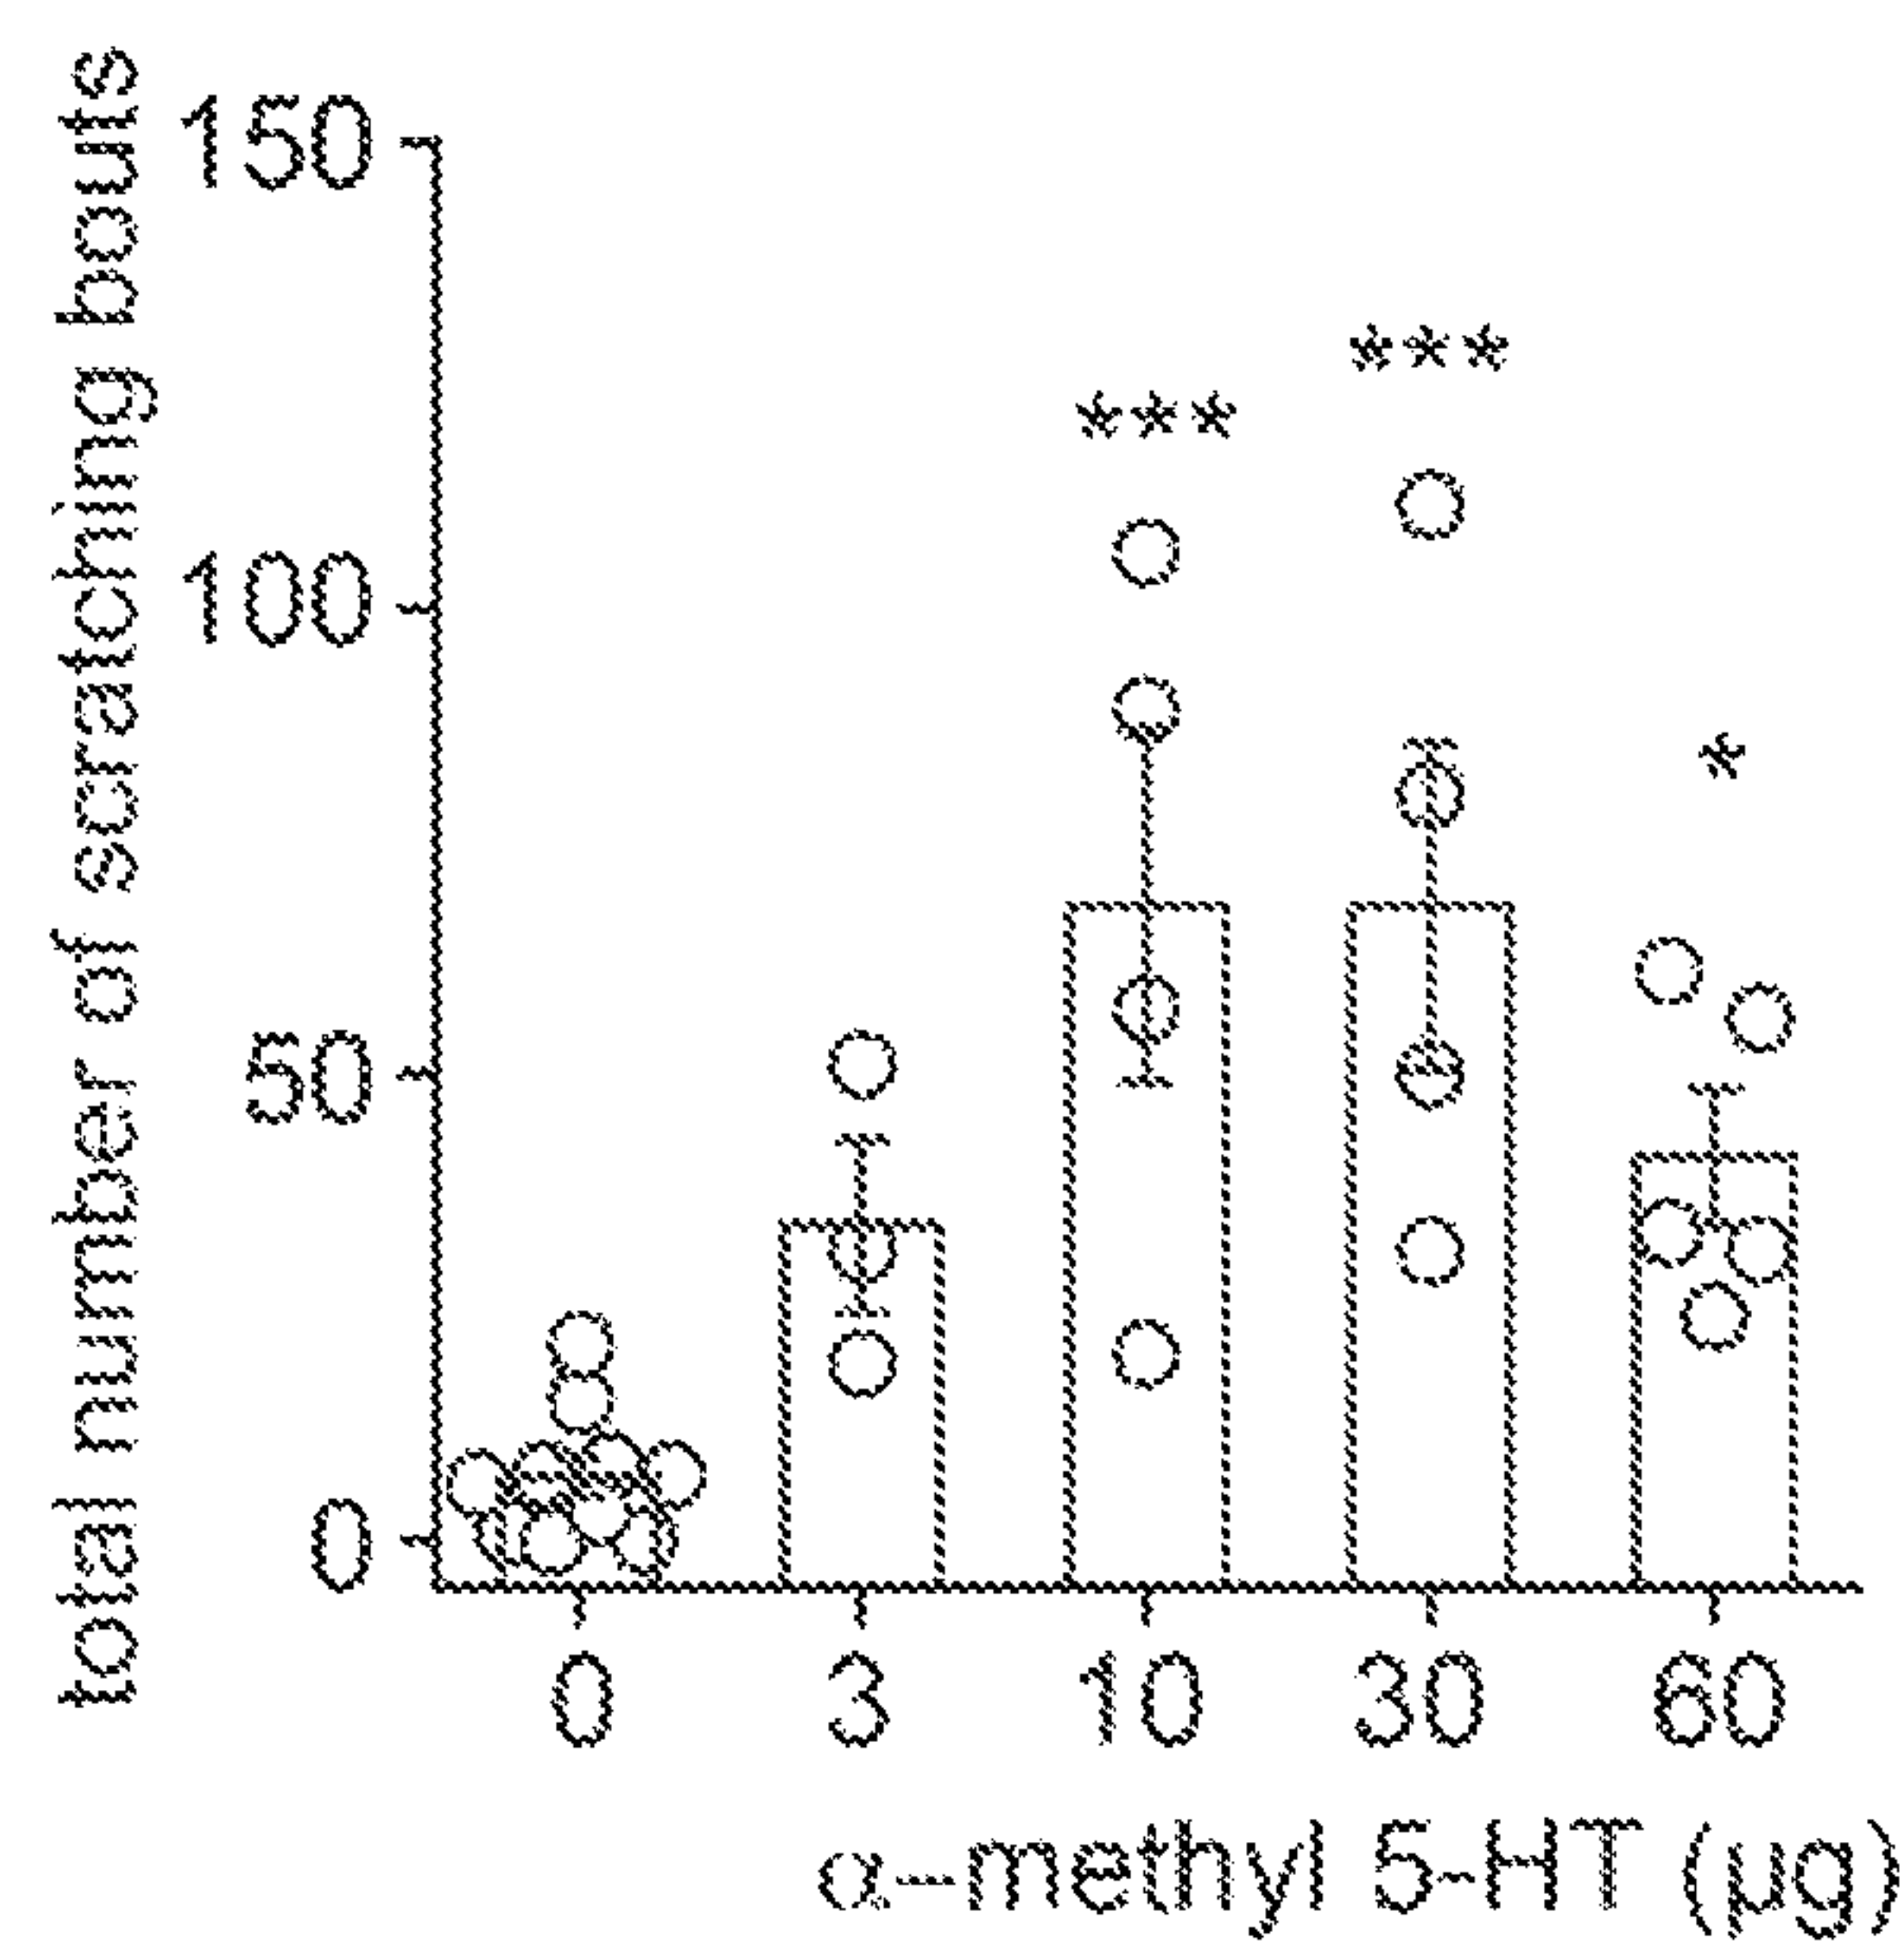 total number of scratching bouts
150
100
50
0
***
***
*
0 3 10 30 60
α-methyl 5-HT (μg)